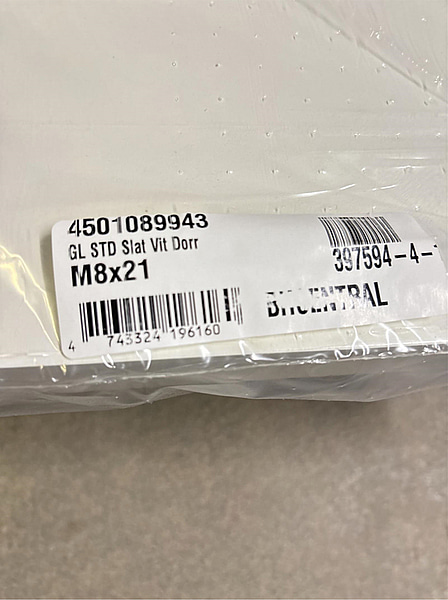 4501089943
GL STD Slat Vit Dorr
M8x21
397594-4-
4 743324 196160